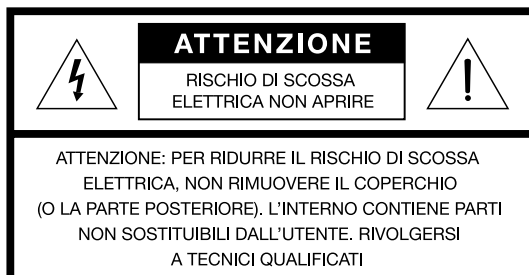 ATTENZIONE
RISCHIO DI SCOSSA
ELETTRICA NON APRIRE
ATTENZIONE: PER RIDURRE IL RISCHIO DI SCOSSA
ELETTRICA, NON RIMUOVERE IL COPERCHIO
(O LA PARTE POSTERIORE). L'INTERNO CONTIENE PARTI
NON SOSTITUIBILI DALL'UTENTE. RIVOLGERSI
A TECNICI QUALIFICATI